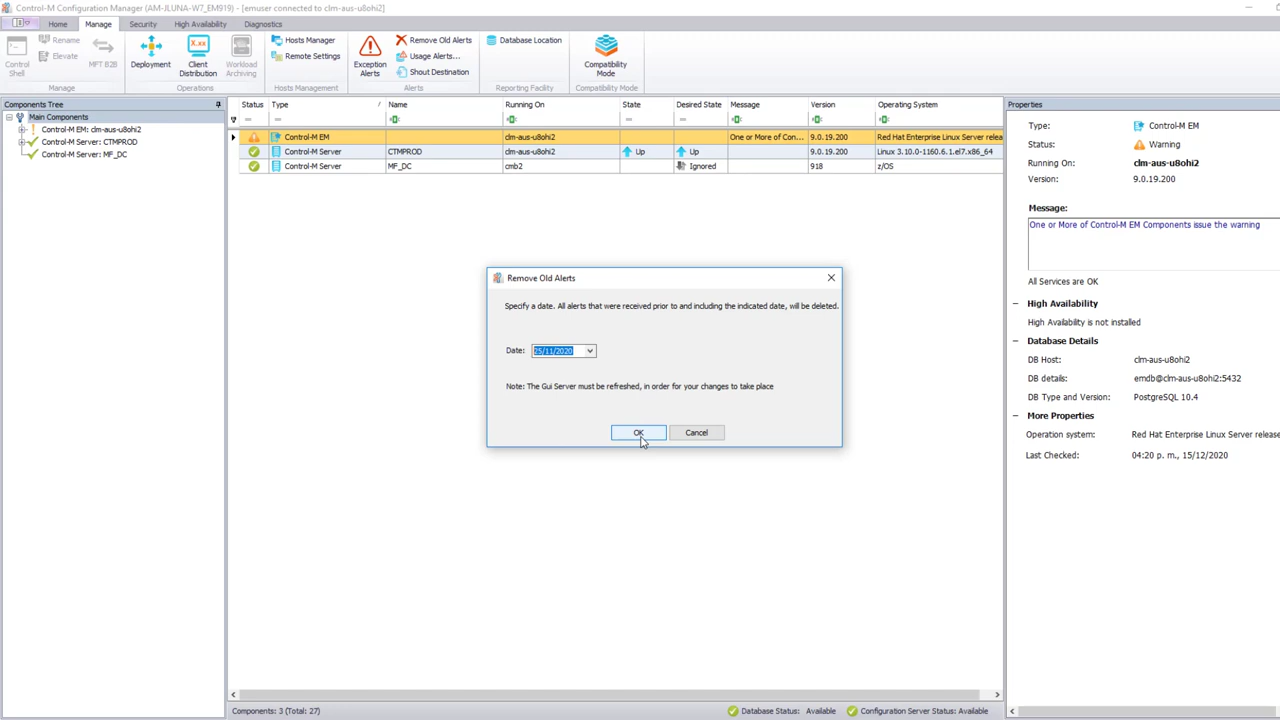 Control-M Configuration Manager (AM-JLUNA-W7_EM919) - [emuser connected to clm-aus-u8ohi2]
Home Manage Security High Availability Diagnostics
Control Shell
Rename
Elevate
MFT B2B
Manage
Deployment
Client Distribution
Workload Archiving
Operations
Hosts Manager
Remote Settings
Hosts Management
Exception Alerts
Remove Old Alerts
Usage Alerts...
Shout Destination
Alerts
Database Location
Reporting Facility
Compatibility Mode
Compatibility Mode
Components Tree
Main Components
Control-M EM: clm-aus-u8ohi2
Control-M Server: CTMPROD
Control-M Server: MF_DC
Status Type Name Running On State Desired State Message Version Operating System
Control-M EM clm-aus-u8ohi2 One or More of Con... 9.0.19.200 Red Hat Enterprise Linux Server relea
Control-M Server CTMPROD clm-aus-u8ohi2 Up Up 9.0.19.200 Linux 3.10.0-1160.6.1.el7.x86_64
Control-M Server MF_DC cmb2 Ignored 918 z/OS
Remove Old Alerts
Specify a date. All alerts that were received prior to and including the indicated date, will be deleted.
Date: 25/11/2020
Note: The Gui Server must be refreshed, in order for your changes to take place
OK Cancel
Properties
Type: Control-M EM
Status: Warning
Running On: clm-aus-u8ohi2
Version: 9.0.19.200
Message:
One or More of Control-M EM Components issue the warning
All Services are OK
High Availability
High Availability is not installed
Database Details
DB Host: clm-aus-u8ohi2
DB details: emdb@clm-aus-u8ohi2:5432
DB Type and Version: PostgreSQL 10.4
More Properties
Operation system: Red Hat Enterprise Linux Server release
Last Checked: 04:20 p. m., 15/12/2020
Components: 3 (Total: 27)
Database Status: Available
Configuration Server Status: Available